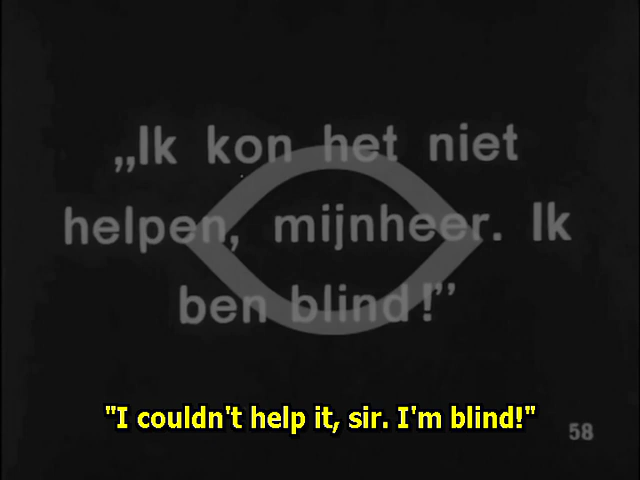 „Ik kon het niet
helpen, mijnheer. Ik
ben blind!”
"I couldn't help it, sir. I'm blind!"
58